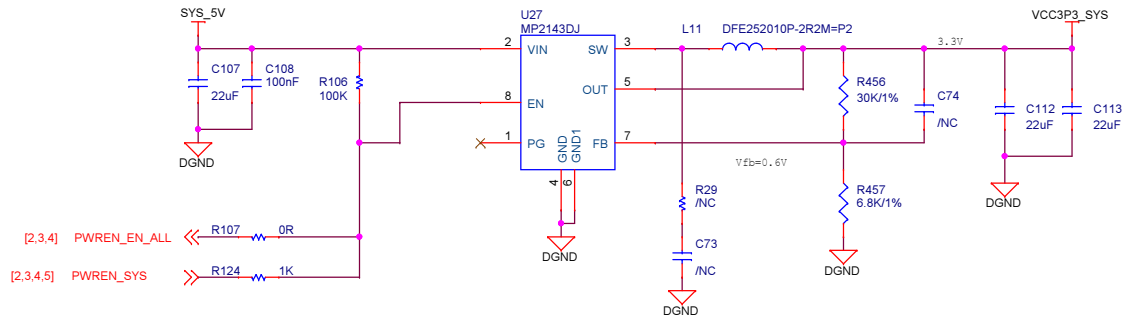 SYS_5V
U27
MP2143DJ
L11 DFE252010P-2R2M=P2
VCC3P3_SYS
2 VIN
SW 3
3.3V
C107
22uF
C108
100nF
R106
100K
OUT 5
R456
30K/1%
C74
/NC
C112
22uF
C113
22uF
8 EN
1 PG
GND
GND1
FB 7
4
6
Vfb=0.6V
DGND
R29
/NC
R457
6.8K/1%
DGND
[2,3,4] PWREN_EN_ALL R107 0R
DGND
C73
/NC
DGND
[2,3,4,5] PWREN_SYS R124 1K
DGND